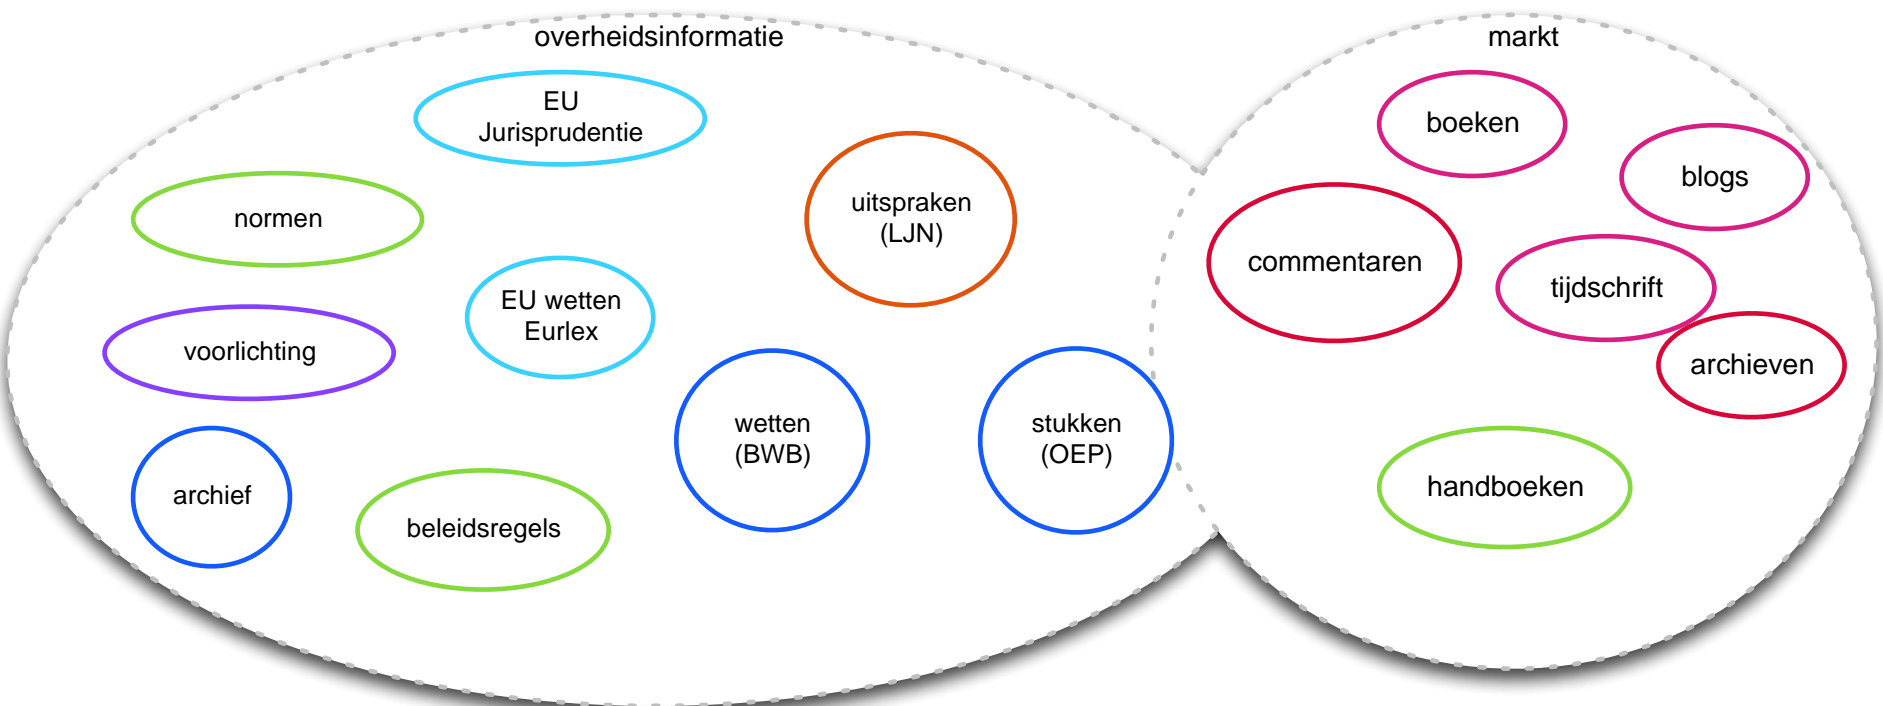 overheidsinformatie
EU
Jurisprudentie
normen
uitspraken
(LJN)
EU wetten
Eurlex
voorlichting
wetten
(BWB)
stukken
(OEP)
archief
beleidsregels
markt
boeken
blogs
commentaren
tijdschrift
archieven
handboeken